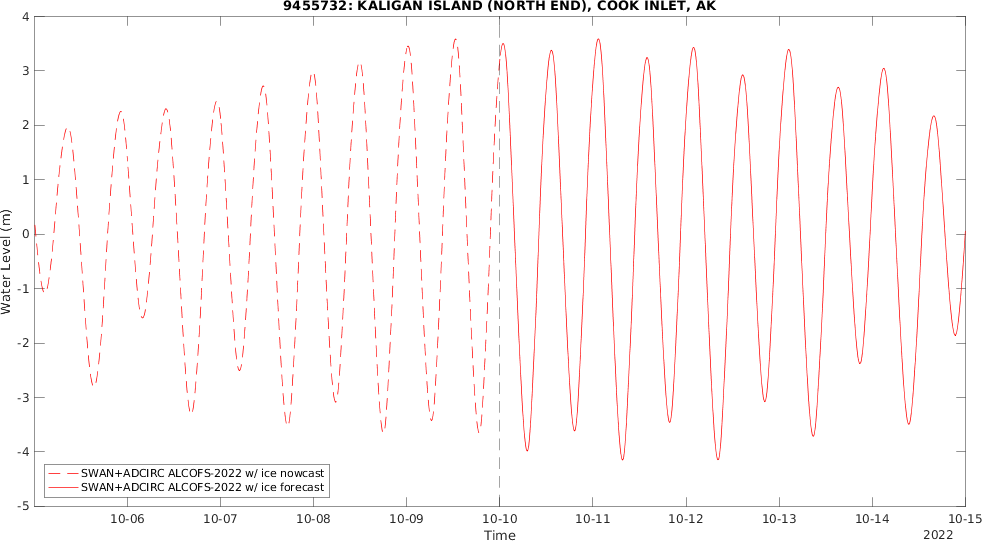 9455732: KALIGAN ISLAND (NORTH END), COOK INLET, AK
4
3
2
1
0
-1
-2
-3
-4
-5
Water Level (m)
SWAN+ADCIRC ALCOFS-2022 w/ ice nowcast
SWAN+ADCIRC ALCOFS-2022 w/ ice forecast
10-06 10-07 10-08 10-09 10-10 10-11 10-12 10-13 10-14 10-15
Time
2022